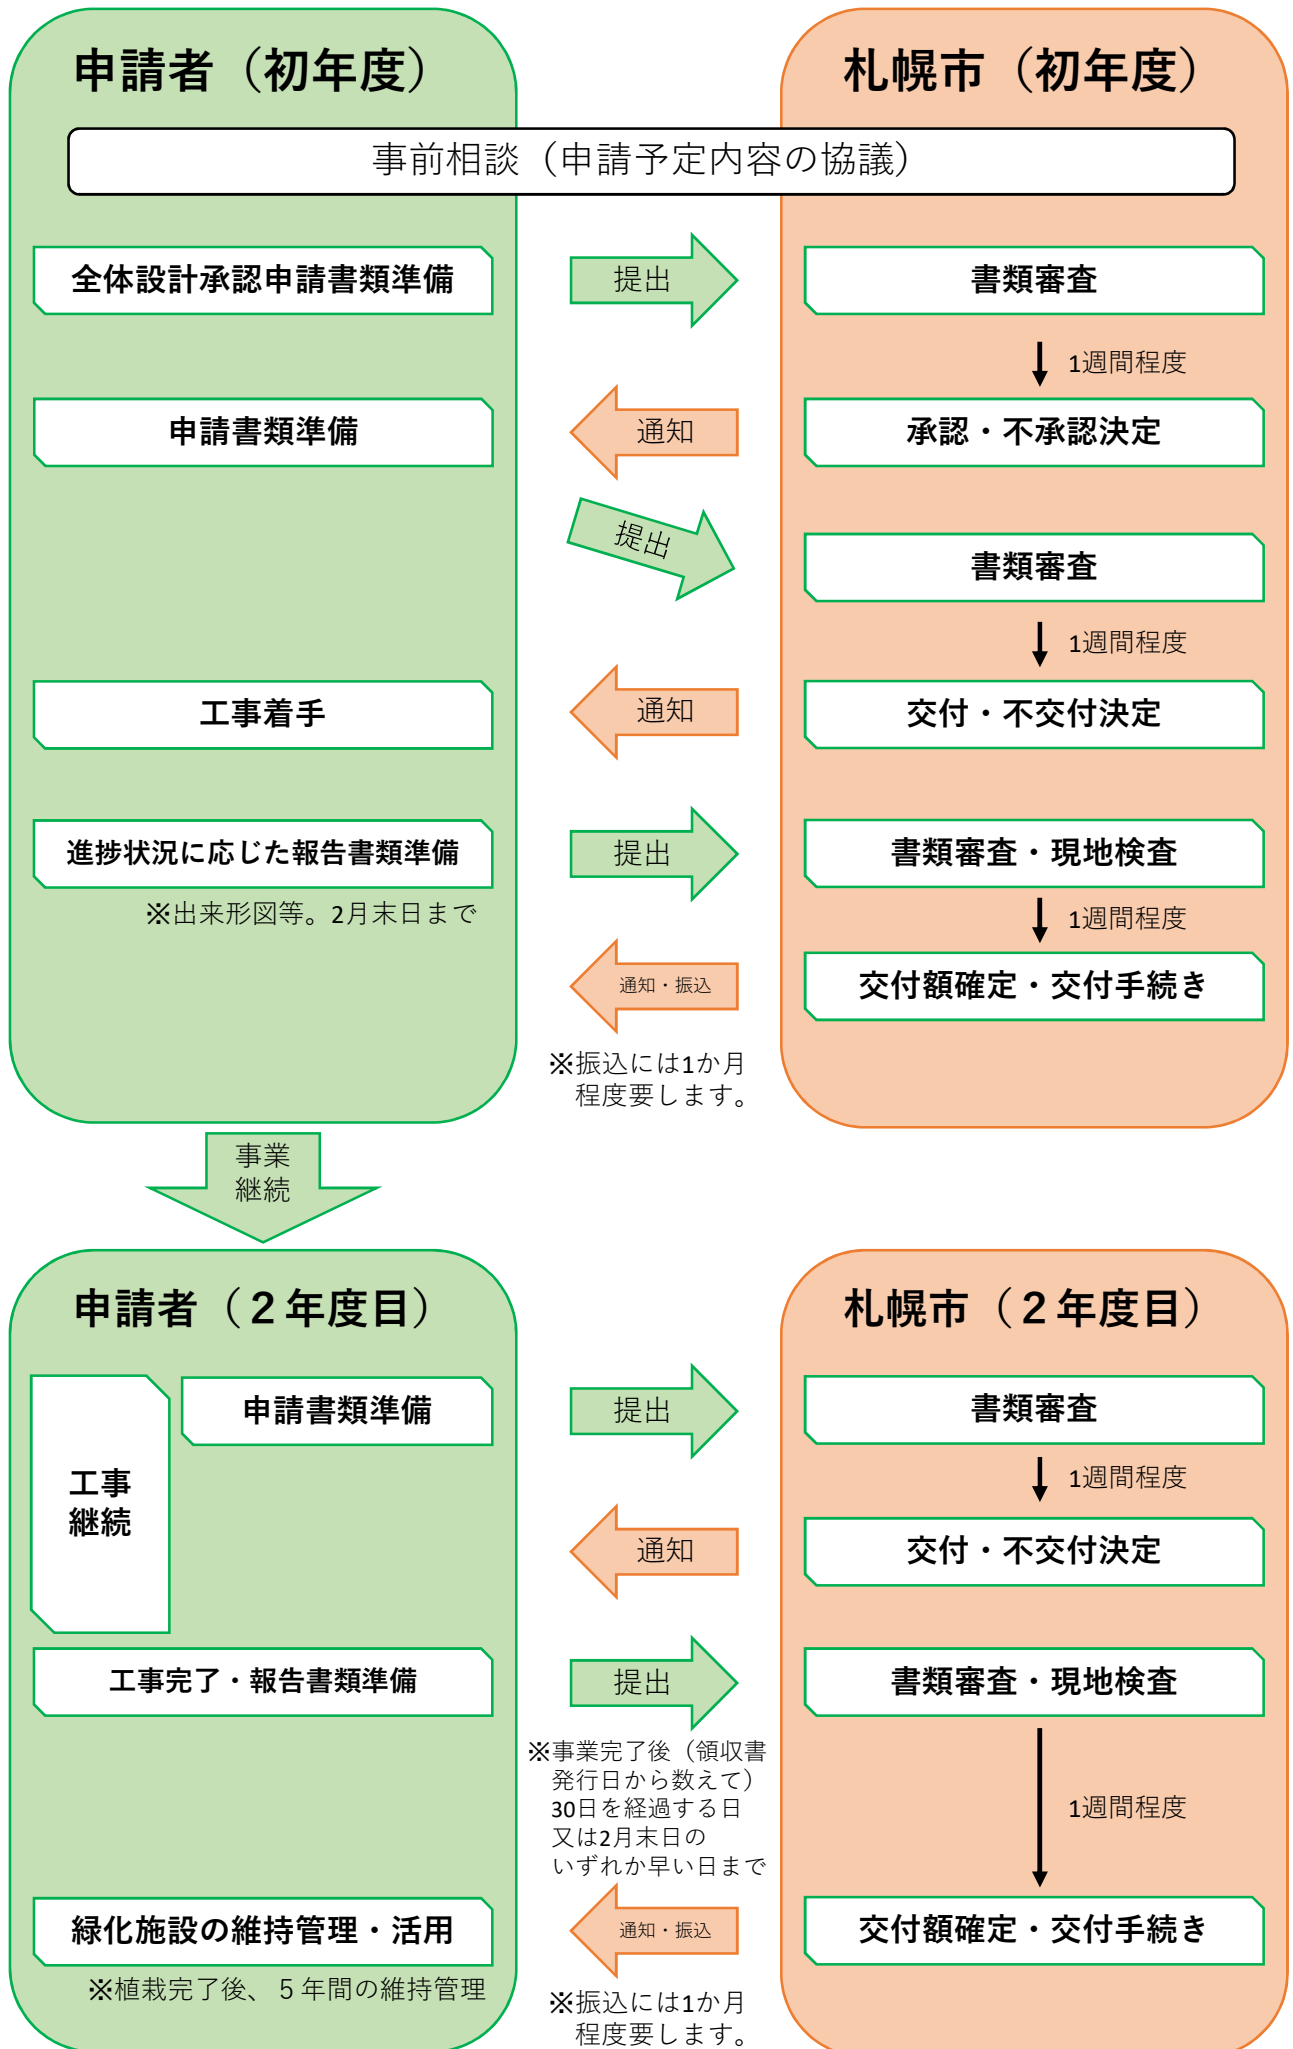 申請者（初年度）
札幌市（初年度）
事前相談（申請予定内容の協議）
全体設計承認申請書類準備
提出
書類審査
1週間程度
申請書類準備
通知
承認・不承認決定
提出
書類審査
1週間程度
工事着手
通知
交付・不交付決定
進捗状況に応じた報告書類準備
提出
書類審査・現地検査
※出来形図等。2月末日まで
1週間程度
通知・振込
交付額確定・交付手続き
※振込には1か月
程度要します。
事業
継続
申請者（２年度目）
札幌市（２年度目）
工事
継続
申請書類準備
提出
書類審査
1週間程度
通知
交付・不交付決定
工事完了・報告書類準備
提出
書類審査・現地検査
※事業完了後（領収書
発行日から数えて）
30日を経過する日
又は2月末日の
いずれか早い日まで
1週間程度
緑化施設の維持管理・活用
通知・振込
交付額確定・交付手続き
※植栽完了後、５年間の維持管理
※振込には1か月
程度要します。